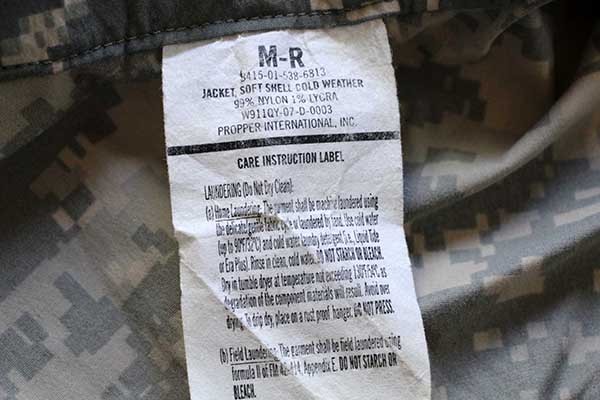 M-R
8415-01-538-6813
JACKET, SOFT SHELL COLD WEATHER
99% NYLON 1% LYCRA
W911QY-07-D-0003
PROPPER INTERNATIONAL, INC.
CARE INSTRUCTION LABEL
LAUNDERING (Do Not Dry Clean):
(a) Home Laundering: The garment shall be machine laundered using
the delicate/gentle fabric cycle or laundered by hand. Use cold water
(up to 90°F/32°C) and cold water laundry detergent (i.e., Liquid Tide
or Era Plus). Rinse in clean, cold water. DO NOT STARCH OR BLEACH.
Dry in tumble dryer at temperature not exceeding 130°F/54°, as
degradation of the component materials will result. Avoid over
drying. To drip dry, place on a rust proof hanger. DO NOT PRESS.
(b) Field Laundering: The garment shall be field laundered using
formula II of FM 42-414, Appendix E. DO NOT STARCH OR
BLEACH.